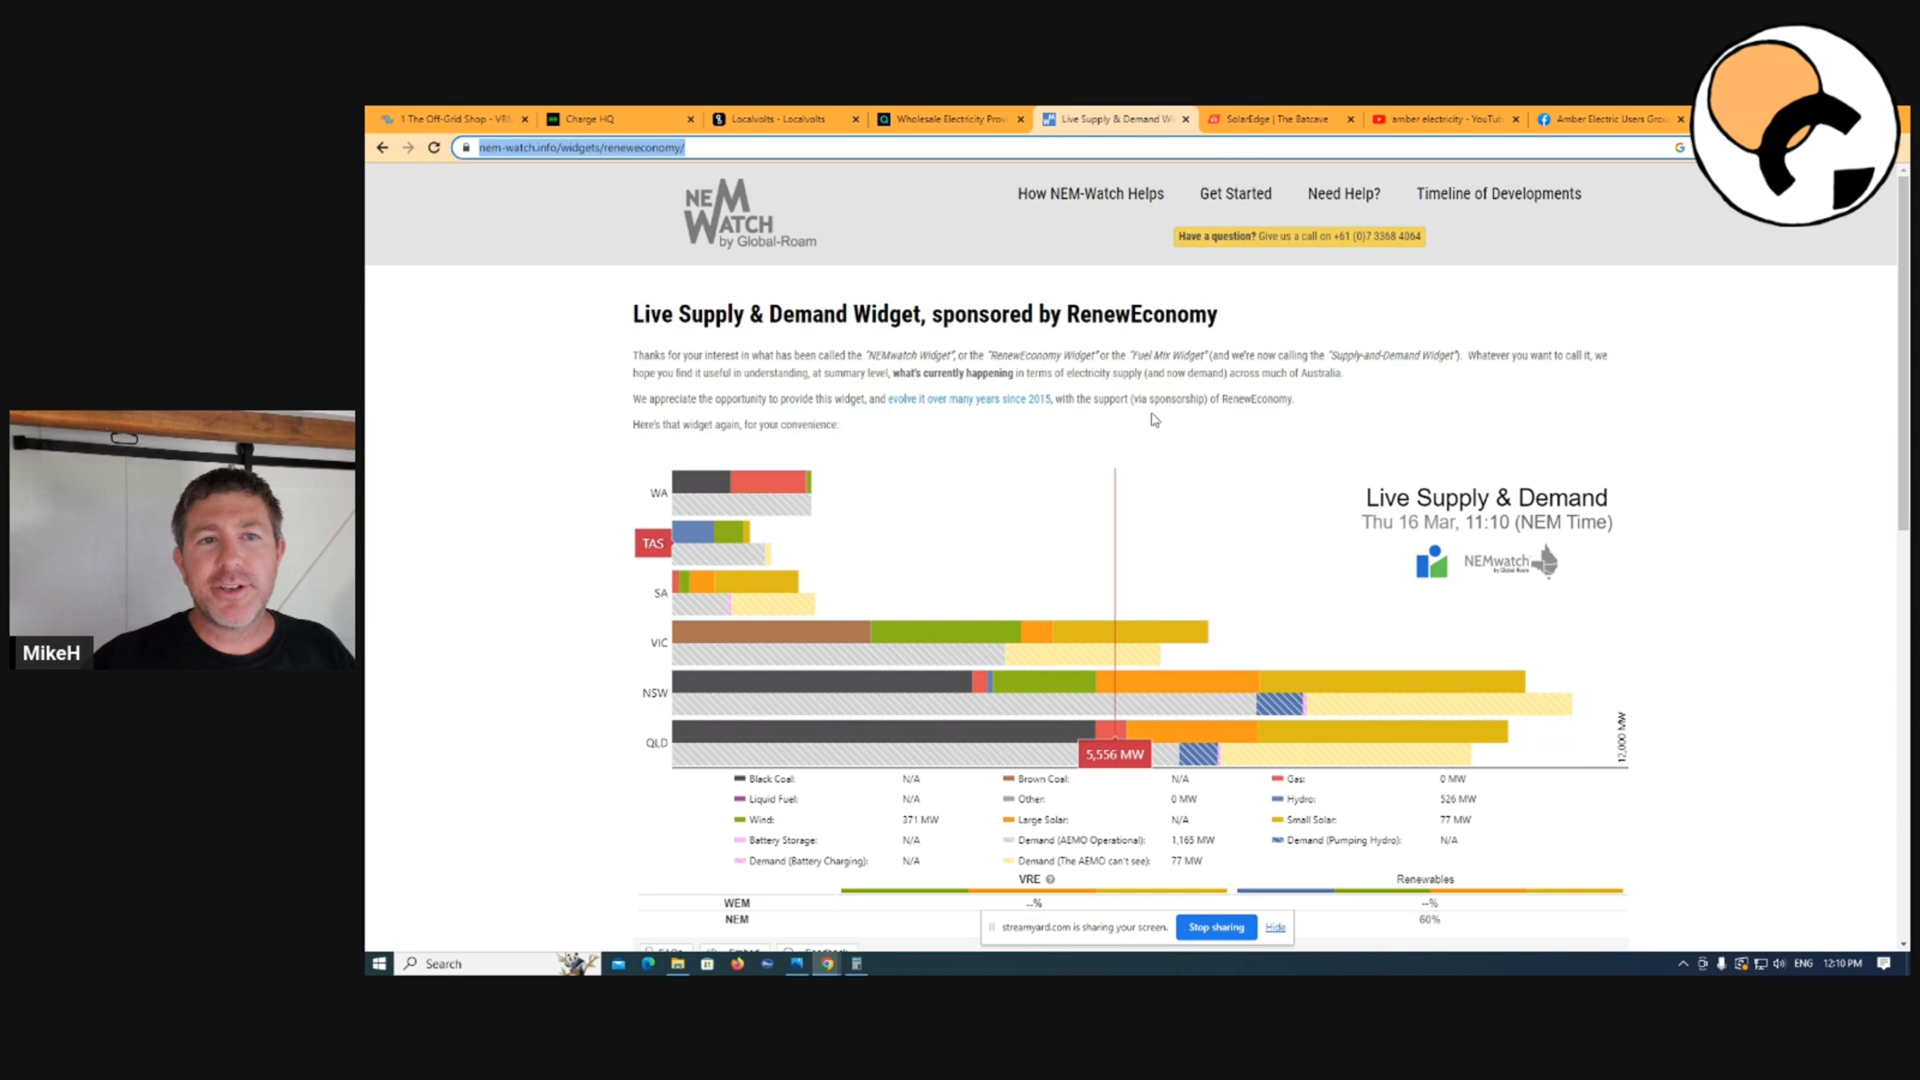 1 The Off-Grid Shop - VRM
Charge HQ
Localvolts - Localvolts
Wholesale Electricity Prov
Live Supply & Demand W
SolarEdge | The Batcave
amber electricity - YouTub
Amber Electric Users Grou
nem-watch.info/widgets/reneweconomy/
NEM WATCH
by Global-Roam
How NEM-Watch Helps
Get Started
Need Help?
Timeline of Developments
Have a question? Give us a call on +61 (0)7 3368 4064
Live Supply & Demand Widget, sponsored by RenewEconomy
Thanks for your interest in what has been called the "NEMwatch Widget", or the "RenewEconomy Widget" or the "Fuel Mix Widget" (and we're now calling the "Supply-and-Demand Widget"). Whatever you want to call it, we
hope you find it useful in understanding, at summary level, what's currently happening in terms of electricity supply (and now demand) across much of Australia.
We appreciate the opportunity to provide this widget, and evolve it over many years since 2015, with the support (via sponsorship) of RenewEconomy.
Here's that widget again, for your convenience:
Live Supply & Demand
Thu 16 Mar, 11:10 (NEM Time)
NEMwatch
by Global-Roam
WA
TAS
SA
VIC
NSW
QLD
5,556 MW
12,000 MW
Black Coal: N/A Brown Coal: N/A Gas: 0 MW
Liquid Fuel: N/A Other: 0 MW Hydro: 526 MW
Wind: 371 MW Large Solar: N/A Small Solar: 77 MW
Battery Storage: N/A Demand (AEMO Operational): 1,165 MW Demand (Pumping Hydro): N/A
Demand (Battery Charging): N/A Demand (The AEMO can't see): 77 MW
VRE Renewables
WEM --% --%
NEM 60%
streamyard.com is sharing your screen. Stop sharing Hide
Search
ENG 12:10 PM
MikeH